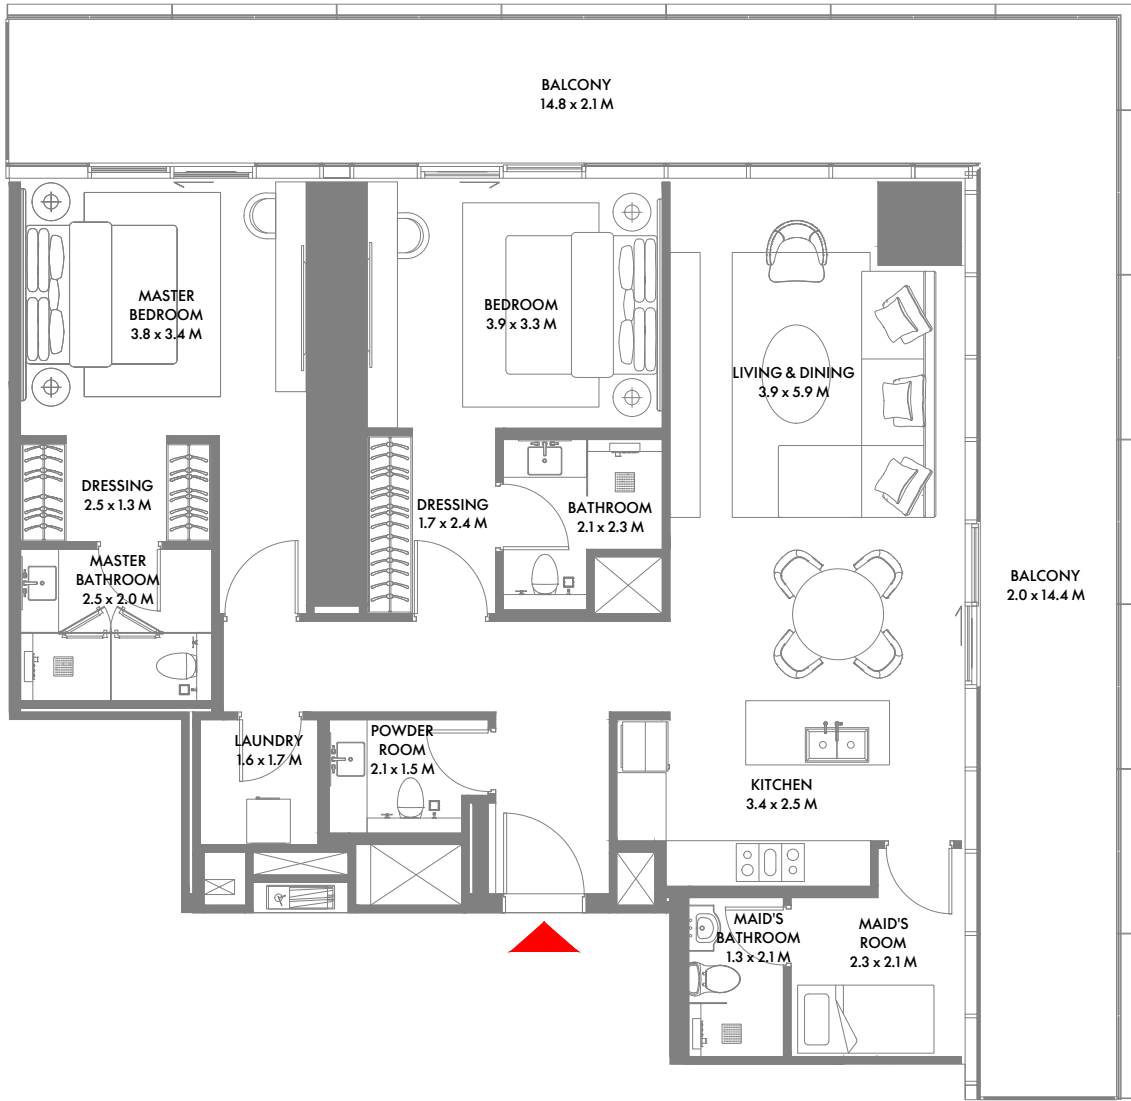 BALCONY
14.8 x 2.1 M
MASTER
BEDROOM
3.8 x 3.4 M
BEDROOM
3.9 x 3.3 M
LIVING & DINING
3.9 x 5.9 M
DRESSING
2.5 x 1.3 M
DRESSING
1.7 x 2.4 M
BATHROOM
2.1 x 2.3 M
MASTER
BATHROOM
2.5 x 2.0 M
BALCONY
2.0 x 14.4 M
LAUNDRY
1.6 x 1.7 M
POWDER
ROOM
2.1 x 1.5 M
KITCHEN
3.4 x 2.5 M
MAID'S
BATHROOM
1.3 x 2.1 M
MAID'S
ROOM
2.3 x 2.1 M